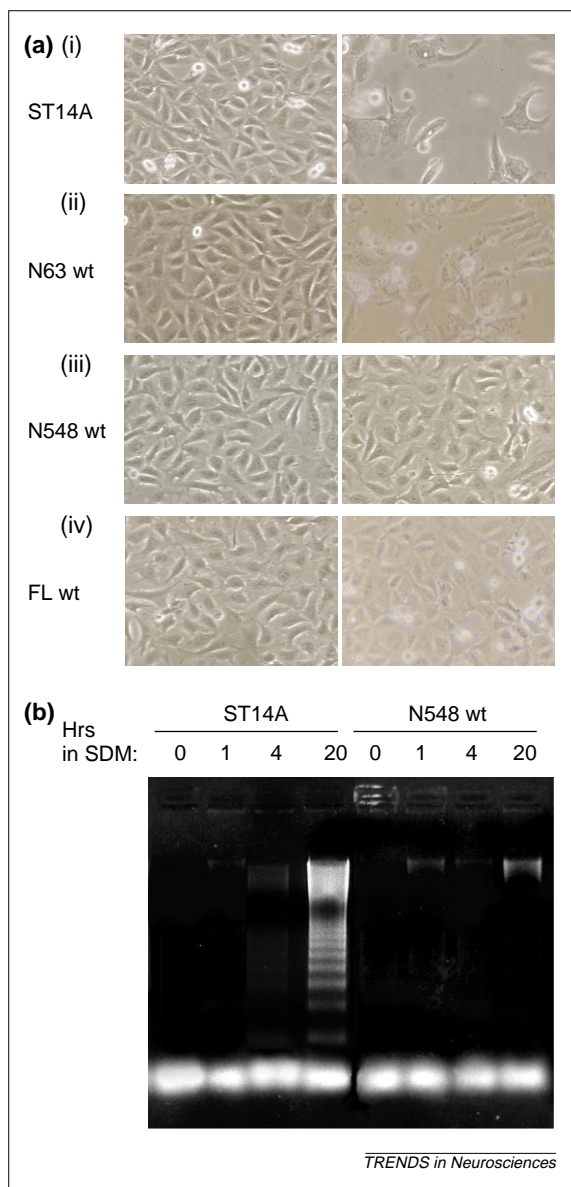 (a) (i)
ST14A
(ii)
N63 wt
(iii)
N548 wt
(iv)
FL wt
(b)
ST14A N548 wt
Hrs
in SDM: 0 1 4 20 0 1 4 20
TRENDS in Neurosciences